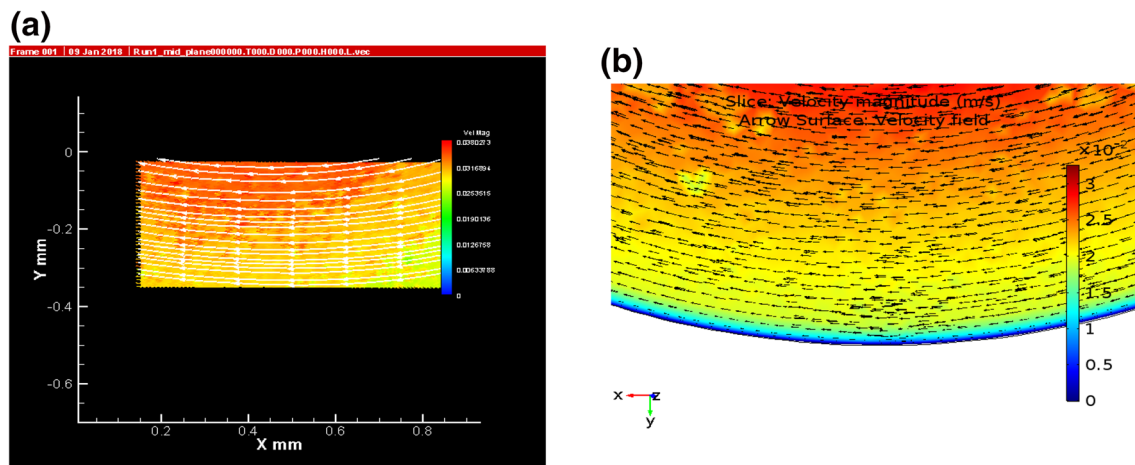 (a)
Frame 001 | 09 Jan 2018 | Run1_mid_plane000000.T000.D000.P000.H000.L.vec
Vel Mag
0.0380273
0.0316894
0.0253515
0.0190136
0.0126758
0.00633788
0
0
-0.2
-0.4
-0.6
Y mm
0.2
0.4
0.6
0.8
X mm
(b)
Slice: Velocity magnitude (m/s)
Arrow Surface: Velocity field
×10
3
2.5
2
1.5
1
0.5
0
x
z
y